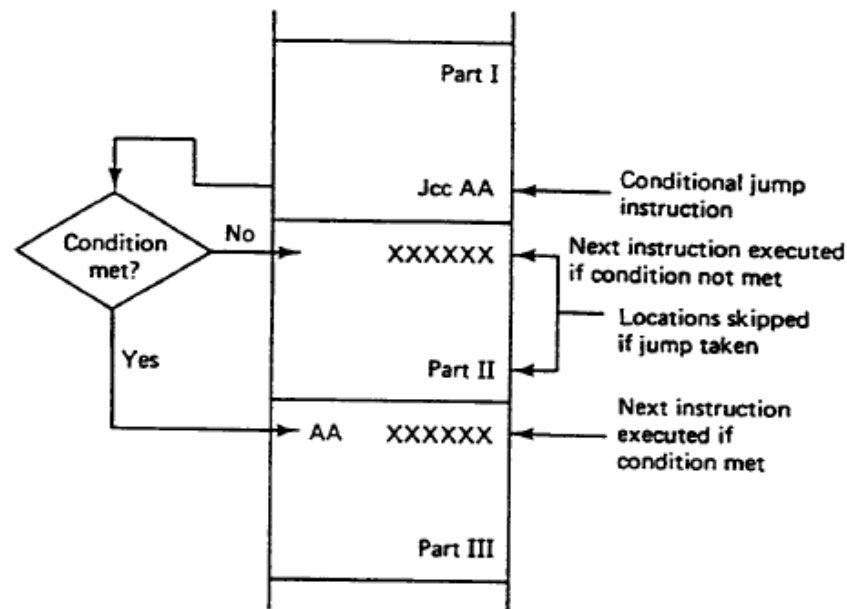 Part I
Jcc AA
Conditional jump
instruction
Condition
met?
No
XXXXXX
Next instruction executed
if condition not met
Locations skipped
if jump taken
Yes
Part II
AA XXXXXX
Next instruction
executed if
condition met
Part III